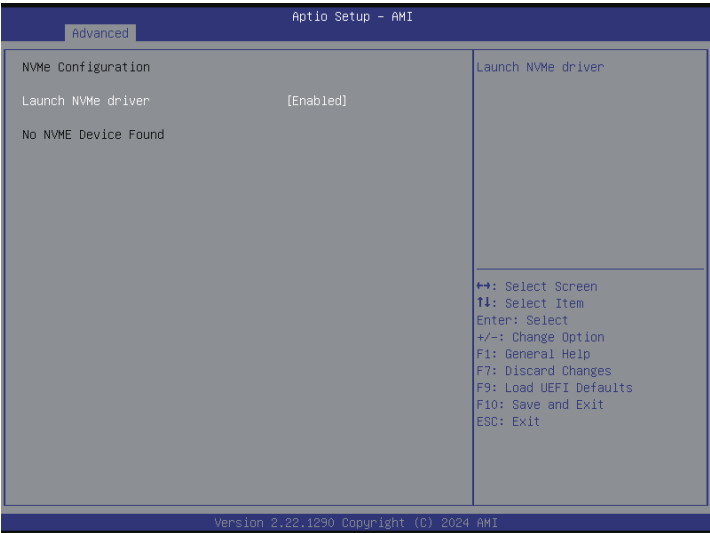 Aptio Setup - AMI
Advanced
NVMe Configuration
Launch NVMe driver [Enabled]
No NVME Device Found
Launch NVMe driver
↔: Select Screen
↑↓: Select Item
Enter: Select
+/-: Change Option
F1: General Help
F7: Discard Changes
F9: Load UEFI Defaults
F10: Save and Exit
ESC: Exit
Version 2.22.1290 Copyright (C) 2024 AMI